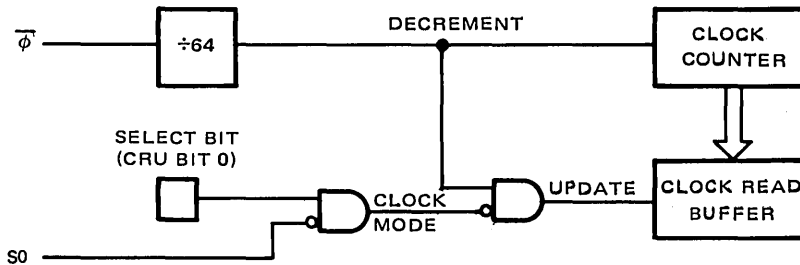 DECREMENT
φ̅
÷64
CLOCK
COUNTER
SELECT BIT
(CRU BIT 0)
CLOCK
MODE
UPDATE
CLOCK READ
BUFFER
S0